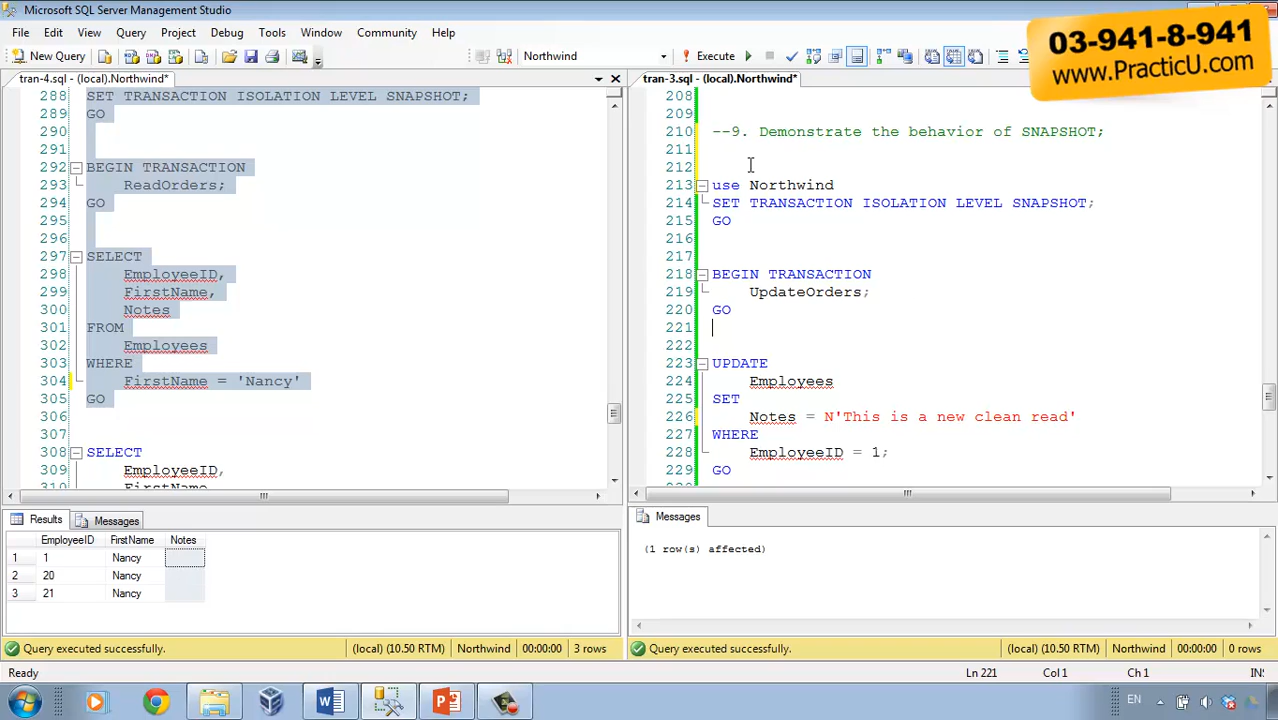 Microsoft SQL Server Management Studio
File Edit View Query Project Debug Tools Window Community Help
03-941-8-941
www.PracticU.com
New Query Northwind Execute
tran-4.sql - (local).Northwind*
288 SET TRANSACTION ISOLATION LEVEL SNAPSHOT;
289 GO
290
291
292 BEGIN TRANSACTION
293 ReadOrders;
294 GO
295
296
297 SELECT
298 EmployeeID,
299 FirstName,
300 Notes
301 FROM
302 Employees
303 WHERE
304 FirstName = 'Nancy'
305 GO
306
307
308 SELECT
309 EmployeeID,
FirstName
tran-3.sql - (local).Northwind*
208
209
210 --9. Demonstrate the behavior of SNAPSHOT;
211
212
213 use Northwind
214 SET TRANSACTION ISOLATION LEVEL SNAPSHOT;
215 GO
216
217
218 BEGIN TRANSACTION
219 UpdateOrders;
220 GO
221
222
223 UPDATE
224 Employees
225 SET
226 Notes = N'This is a new clean read'
227 WHERE
228 EmployeeID = 1;
229 GO
Results Messages
EmployeeID FirstName Notes
1 1 Nancy
2 20 Nancy
3 21 Nancy
Messages
(1 row(s) affected)
Query executed successfully. (local) (10.50 RTM) Northwind 00:00:00 3 rows
Query executed successfully. (local) (10.50 RTM) Northwind 00:00:00 0 rows
Ready Ln 221 Col 1 Ch 1 INS
EN